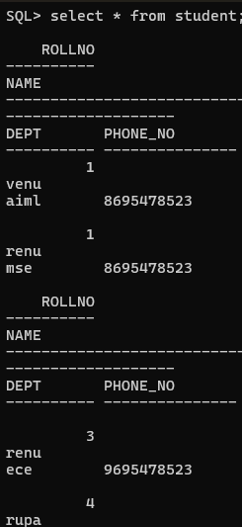 SQL> select * from student;
ROLLNO
----------
NAME
------------------------------
--------------------
DEPT PHONE_NO
---------- ---------------
1
venu
aiml 8695478523
1
renu
mse 8695478523
ROLLNO
----------
NAME
------------------------------
--------------------
DEPT PHONE_NO
---------- ---------------
3
renu
ece 9695478523
4
rupa